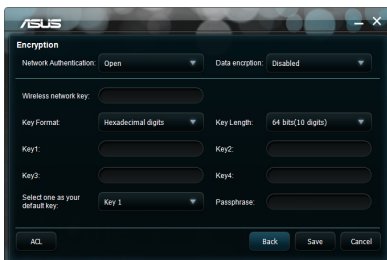 ASUS
Encryption
Network Authentication: Open Data encrption: Disabled
Wireless network key:
Key Format: Hexadecimal digits Key Length: 64 bits(10 digits)
Key1: Key2:
Key3: Key4:
Select one as your
default key: Key 1 Passphrase:
ACL Back Save Cancel